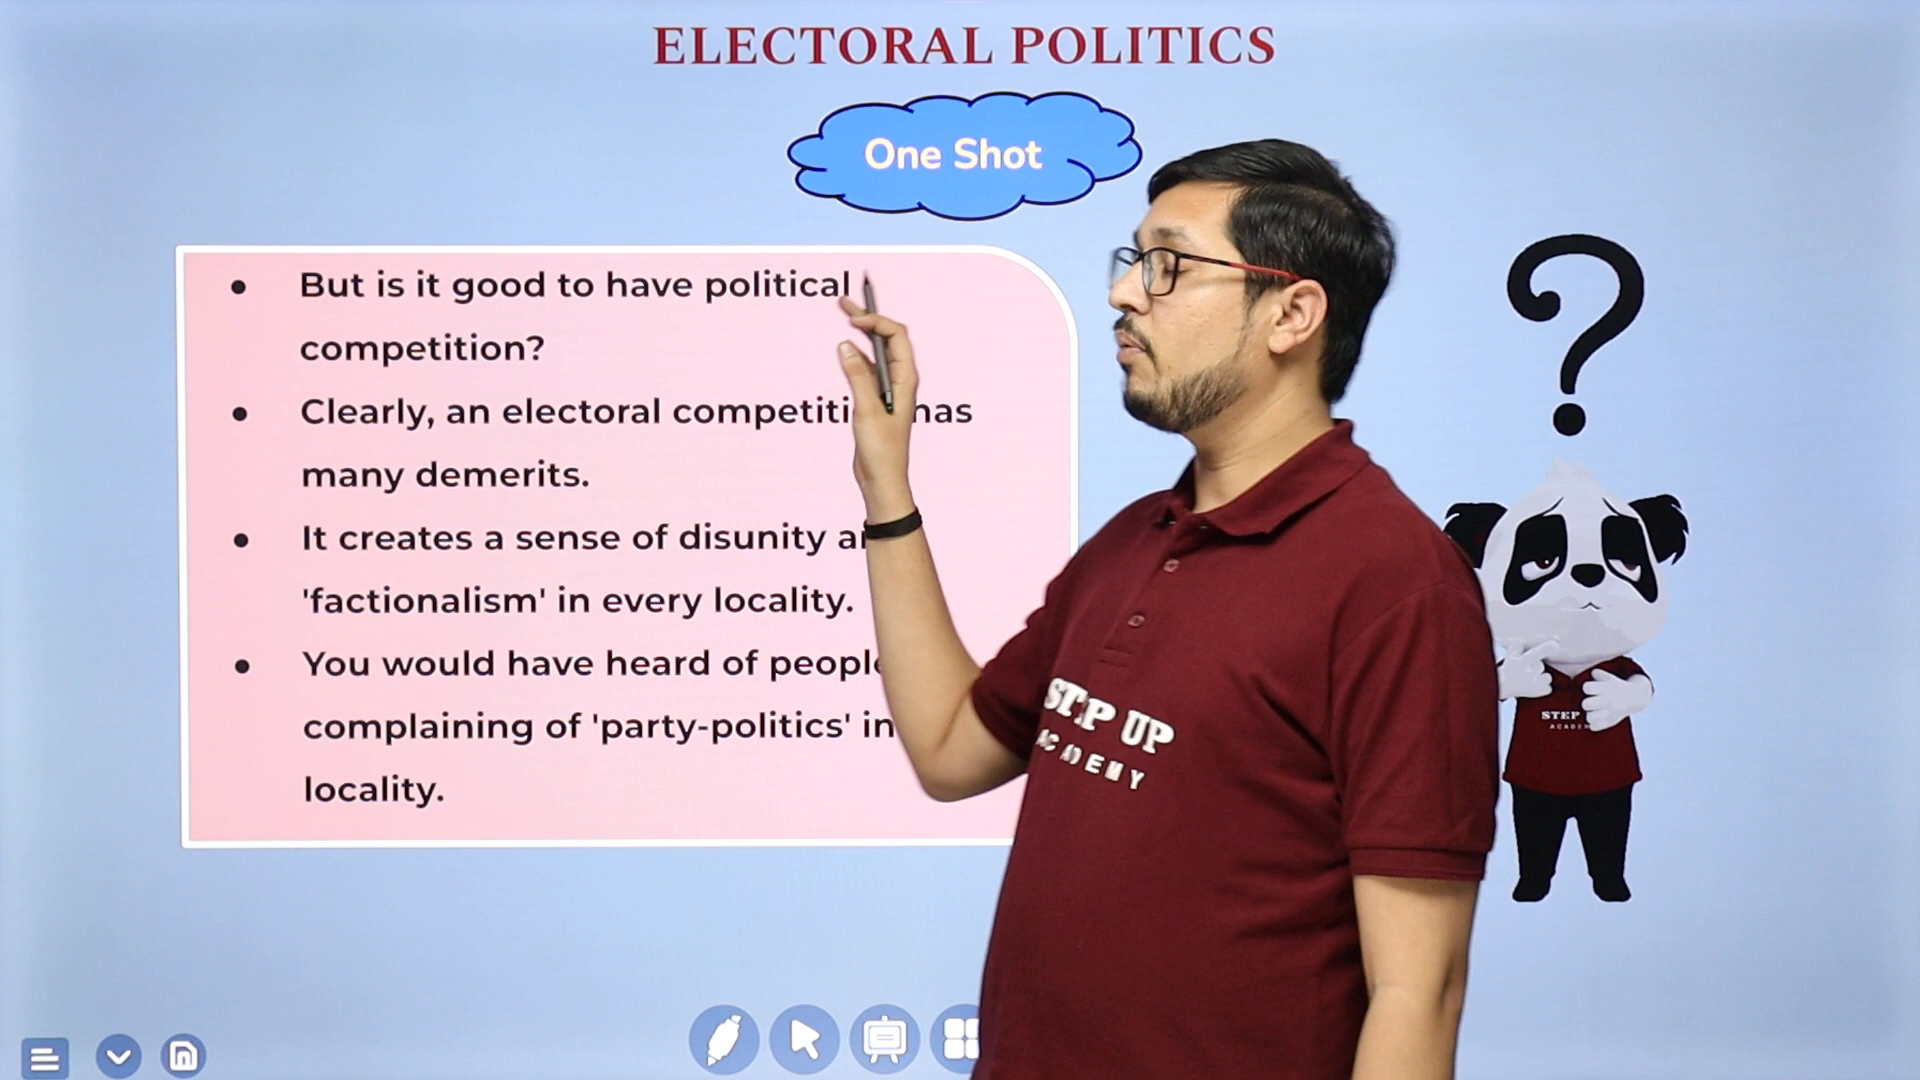 ELECTORAL POLITICS
One Shot
But is it good to have political
competition?
Clearly, an electoral has
many demerits.
It creates a sense of disunity
'factionalism' in every locality.
You would have heard of people
complaining of 'party-politics' in
locality.
STEP UP
ACADEMY
STEP